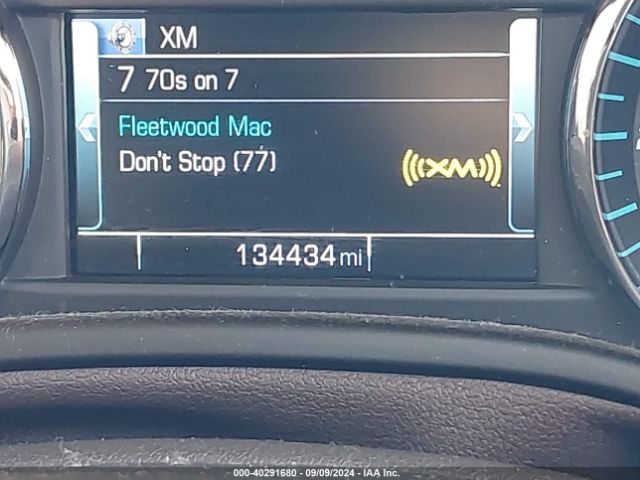 XM
7 70s on 7
Fleetwood Mac
Don't Stop (77)
(((XM)))
134434 mi
000-40291680 - 09/09/2024 - IAA Inc.